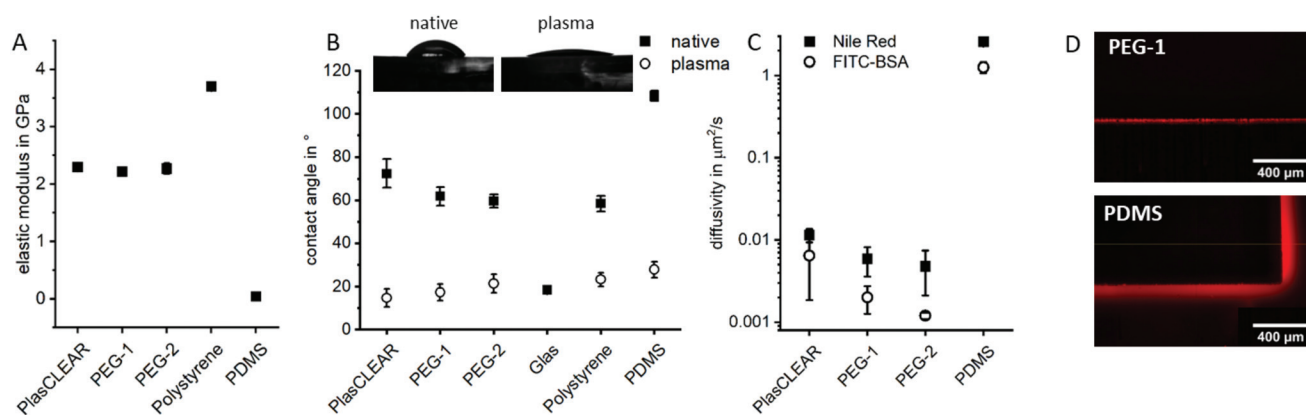 A
elastic modulus in GPa
4
3
2
1
0
PlasCLEAR
PEG-1
PEG-2
Polystyrene
PDMS
B
native
plasma
native
plasma
contact angle in °
120
100
80
60
40
20
0
PlasCLEAR
PEG-1
PEG-2
Glas
Polystyrene
PDMS
C
Nile Red
FITC-BSA
diffusivity in µm²/s
1
0.1
0.01
0.001
PlasCLEAR
PEG-1
PEG-2
PDMS
D
PEG-1
400 µm
PDMS
400 µm